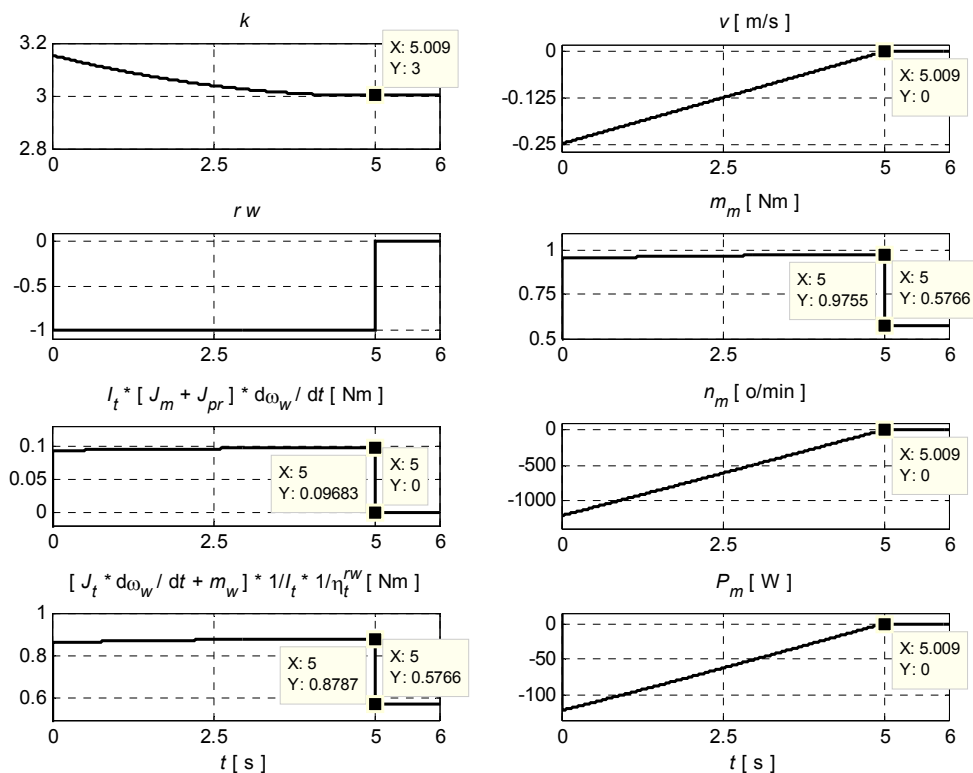 k
3.2
3
2.8
0
2.5
5
6
X: 5.009
Y: 3
v [ m/s ]
0
-0.125
-0.25
0
2.5
5
6
X: 5.009
Y: 0
r w
0
-0.5
-1
0
2.5
5
6
m_m [ Nm ]
1
0.75
0.5
0
2.5
5
6
X: 5
Y: 0.9755
X: 5
Y: 0.5766
I_t * [ J_m + J_pr ] * dω_w / dt [ Nm ]
0.1
0.05
0
0
2.5
5
6
X: 5
Y: 0.09683
X: 5
Y: 0
n_m [ o/min ]
0
-500
-1000
0
2.5
5
6
X: 5.009
Y: 0
[ J_t * dω_w / dt + m_w ] * 1/I_t * 1/η_t^rw [ Nm ]
1
0.8
0.6
0
2.5
5
6
X: 5
Y: 0.8787
X: 5
Y: 0.5766
t [ s ]
P_m [ W ]
0
-50
-100
0
2.5
5
6
X: 5.009
Y: 0
t [ s ]